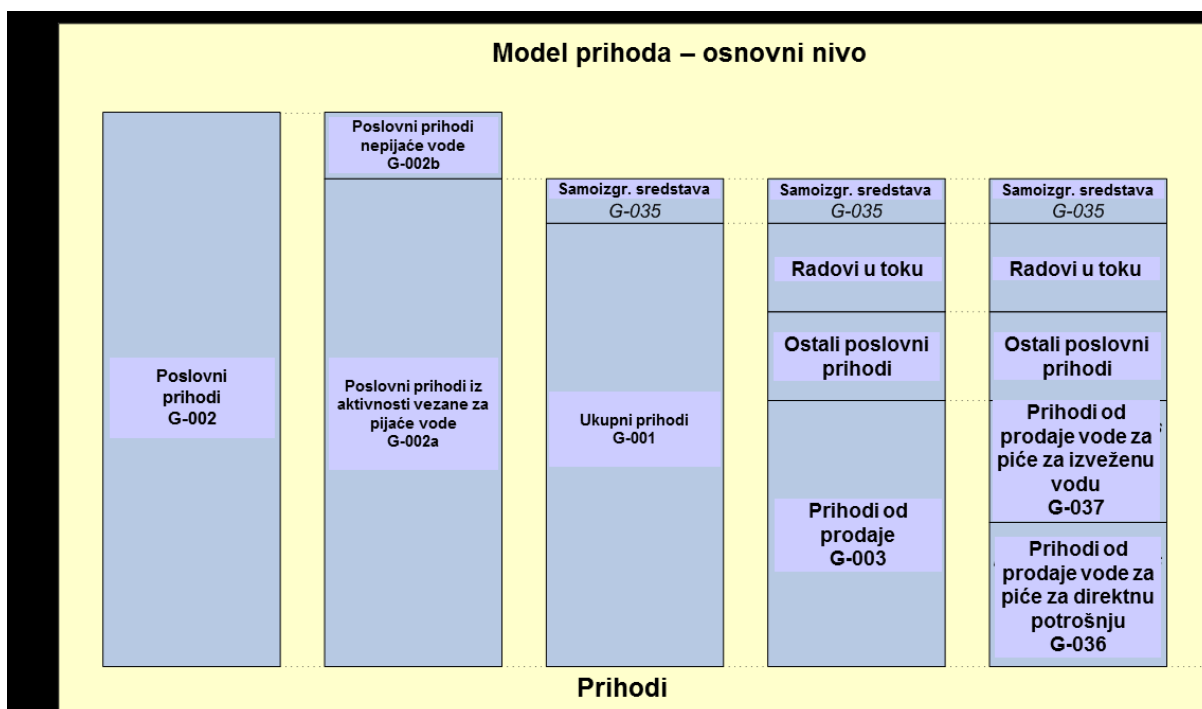 Model prihoda – osnovni nivo
Poslovni
prihodi
G-002
Poslovni prihodi
nepijaće vode
G-002b
Poslovni prihodi iz
aktivnosti vezane za
pijaće vode
G-002a
Samoizgr. sredstava
G-035
Ukupni prihodi
G-001
Samoizgr. sredstava
G-035
Radovi u toku
Ostali poslovni
prihodi
Prihodi od
prodaje
G-003
Samoizgr. sredstava
G-035
Radovi u toku
Ostali poslovni
prihodi
Prihodi od
prodaje vode za
piće za izveženu
vodu
G-037
Prihodi od
prodaje vode za
piće za direktnu
potrošnju
G-036
Prihodi